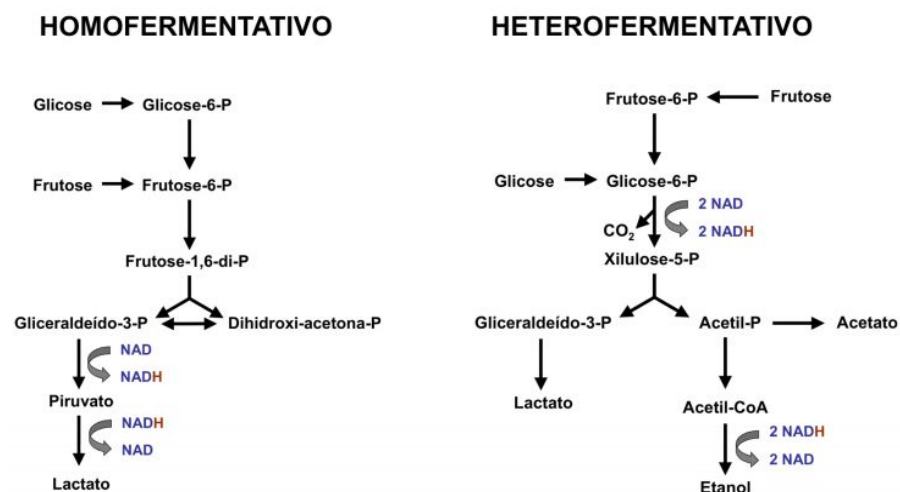 HOMOFERMENTATIVO
Glicose Glicose-6-P
Frutose Frutose-6-P
Frutose-1,6-di-P
Gliceraldeído-3-P Dihidroxi-acetona-P
NAD
NADH
Piruvato
NADH
NAD
Lactato
HETEROFERMENTATIVO
Frutose-6-P Frutose
Glicose Glicose-6-P
2 NAD
CO2 2 NADH
Xilulose-5-P
Gliceraldeído-3-P Acetil-P Acetato
Lactato
Acetil-CoA
2 NADH
2 NAD
Etanol